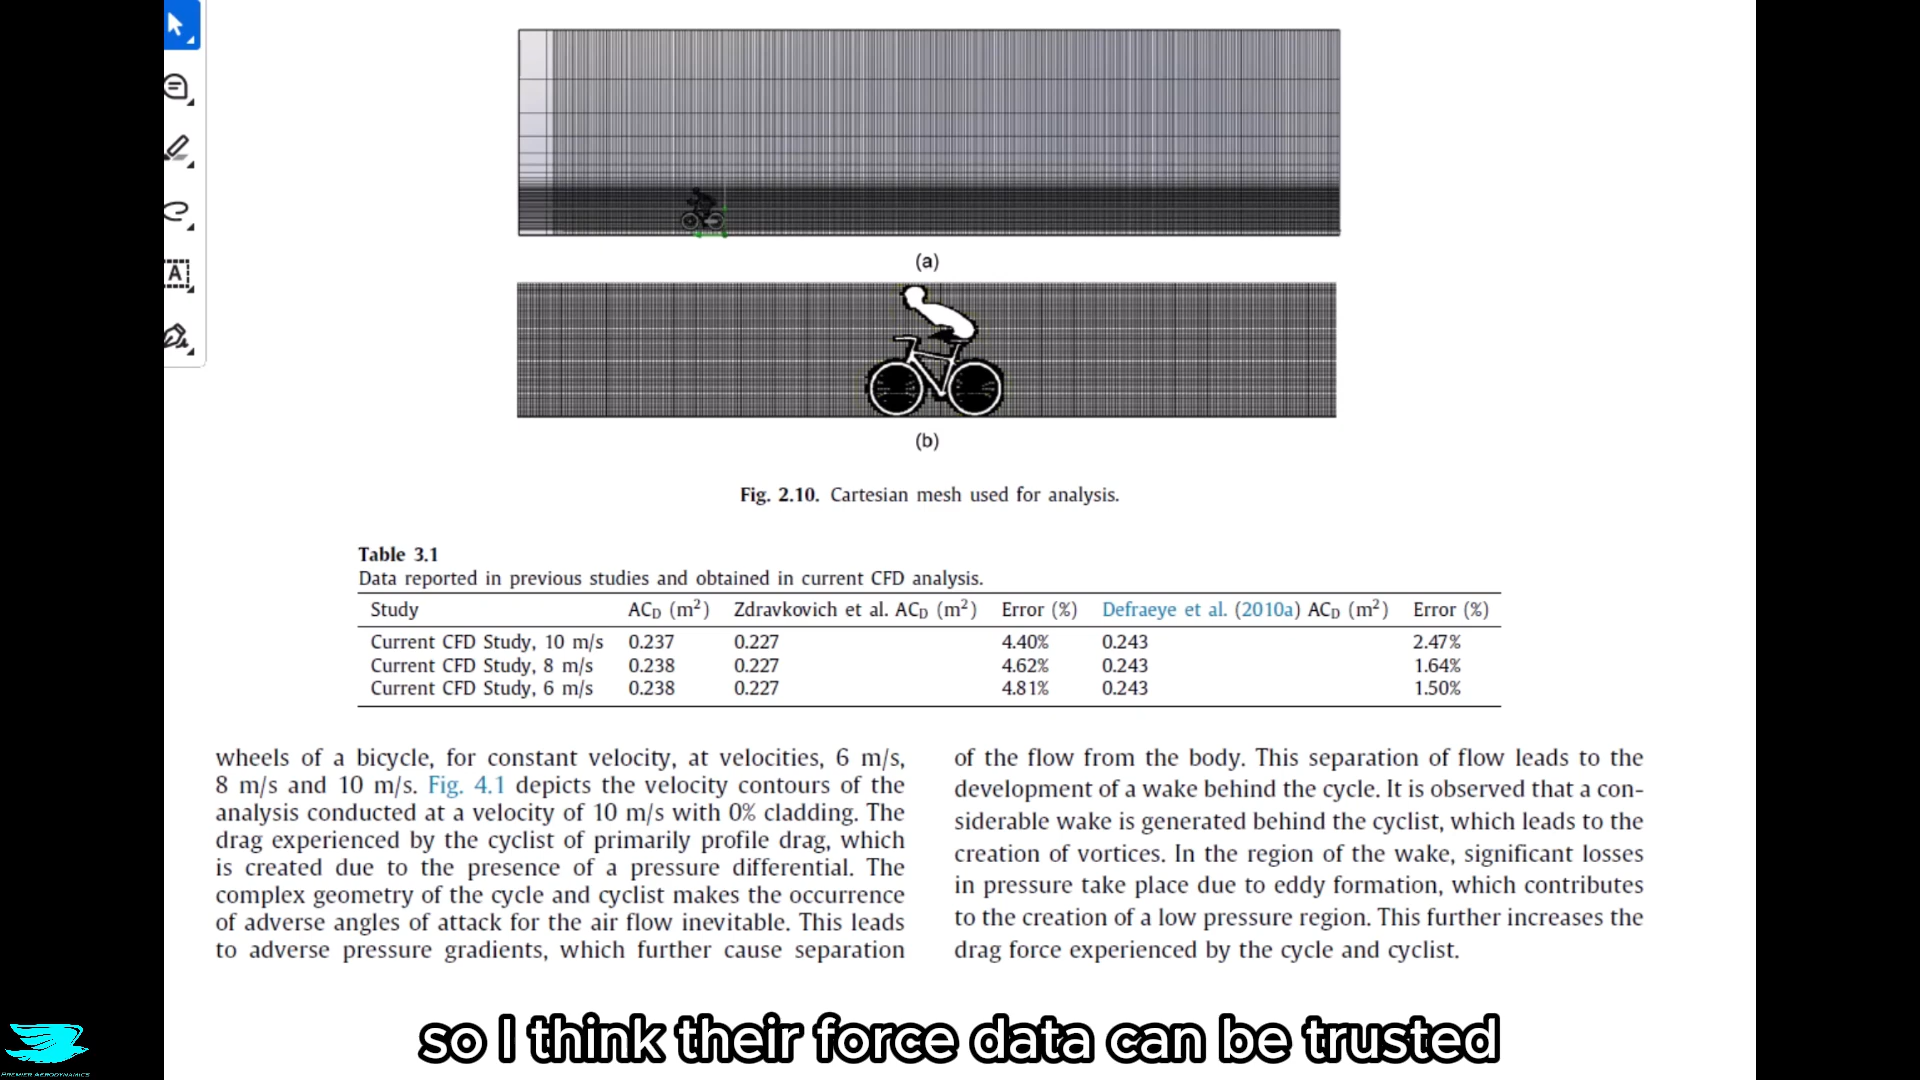 (a)
(b)
Fig. 2.10. Cartesian mesh used for analysis.
Table 3.1
Data reported in previous studies and obtained in current CFD analysis.
Study AC_D (m²) Zdravkovich et al. AC_D (m²) Error (%) Defraeye et al. (2010a) AC_D (m²) Error (%)
Current CFD Study, 10 m/s 0.237 0.227 4.40% 0.243 2.47%
Current CFD Study, 8 m/s 0.238 0.227 4.62% 0.243 1.64%
Current CFD Study, 6 m/s 0.238 0.227 4.81% 0.243 1.50%
wheels of a bicycle, for constant velocity, at velocities, 6 m/s,
8 m/s and 10 m/s. Fig. 4.1 depicts the velocity contours of the
analysis conducted at a velocity of 10 m/s with 0% cladding. The
drag experienced by the cyclist of primarily profile drag, which
is created due to the presence of a pressure differential. The
complex geometry of the cycle and cyclist makes the occurrence
of adverse angles of attack for the air flow inevitable. This leads
to adverse pressure gradients, which further cause separation
of the flow from the body. This separation of flow leads to the
development of a wake behind the cycle. It is observed that a con-
siderable wake is generated behind the cyclist, which leads to the
creation of vortices. In the region of the wake, significant losses
in pressure take place due to eddy formation, which contributes
to the creation of a low pressure region. This further increases the
drag force experienced by the cycle and cyclist.
so I think their force data can be trusted
PREMIER AERODYNAMICS